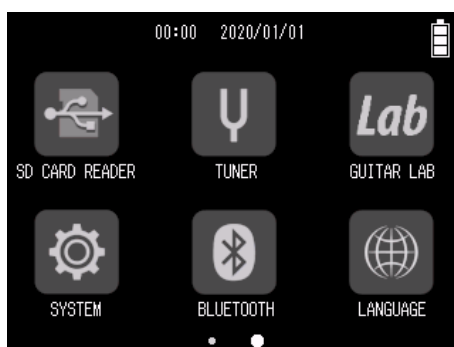 00:00 2020/01/01
Lab
SD CARD READER TUNER GUITAR LAB
SYSTEM BLUETOOTH LANGUAGE